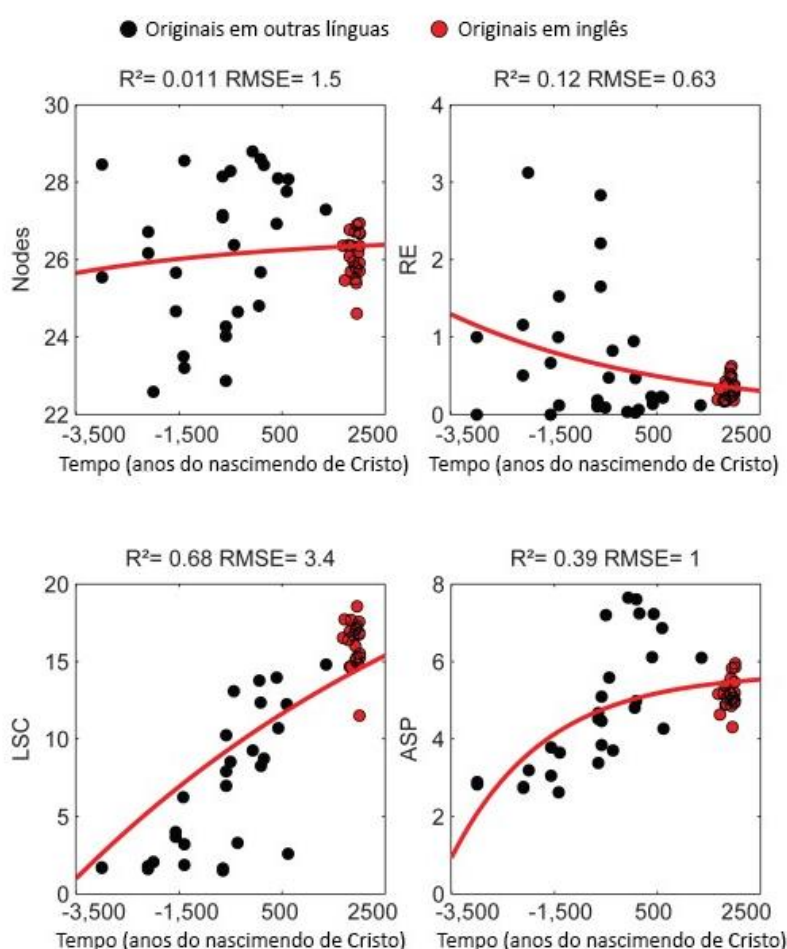 Originais em outras línguas Originais em inglês
R²= 0.011 RMSE= 1.5 R²= 0.12 RMSE= 0.63
30 4
28 3
26 2
24 1
22 0
Nodes RE
-3,500 -1,500 500 2500 -3,500 -1,500 500 2500
Tempo (anos do nascimendo de Cristo) Tempo (anos do nascimendo de Cristo)
R²= 0.68 RMSE= 3.4 R²= 0.39 RMSE= 1
20 8
15 6
10 4
5 2
0 0
LSC ASP
-3,500 -1,500 500 2500 -3,500 -1,500 500 2500
Tempo (anos do nascimendo de Cristo) Tempo (anos do nascimendo de Cristo)